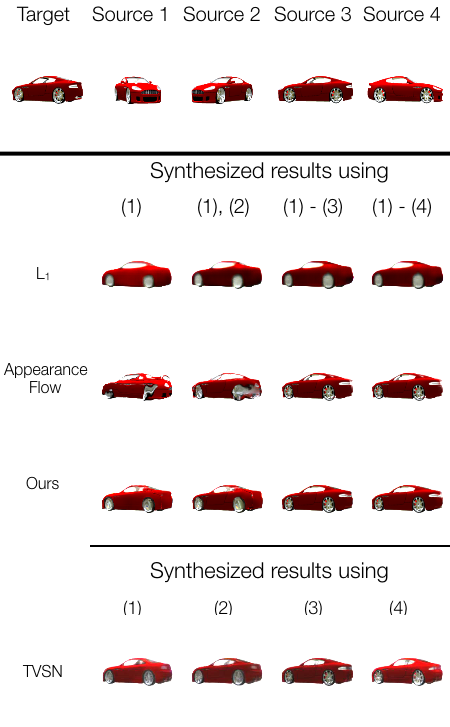 Target Source 1 Source 2 Source 3 Source 4
Synthesized results using
(1) (1), (2) (1) - (3) (1) - (4)
L1
Appearance
Flow
Ours
Synthesized results using
(1) (2) (3) (4)
TVSN